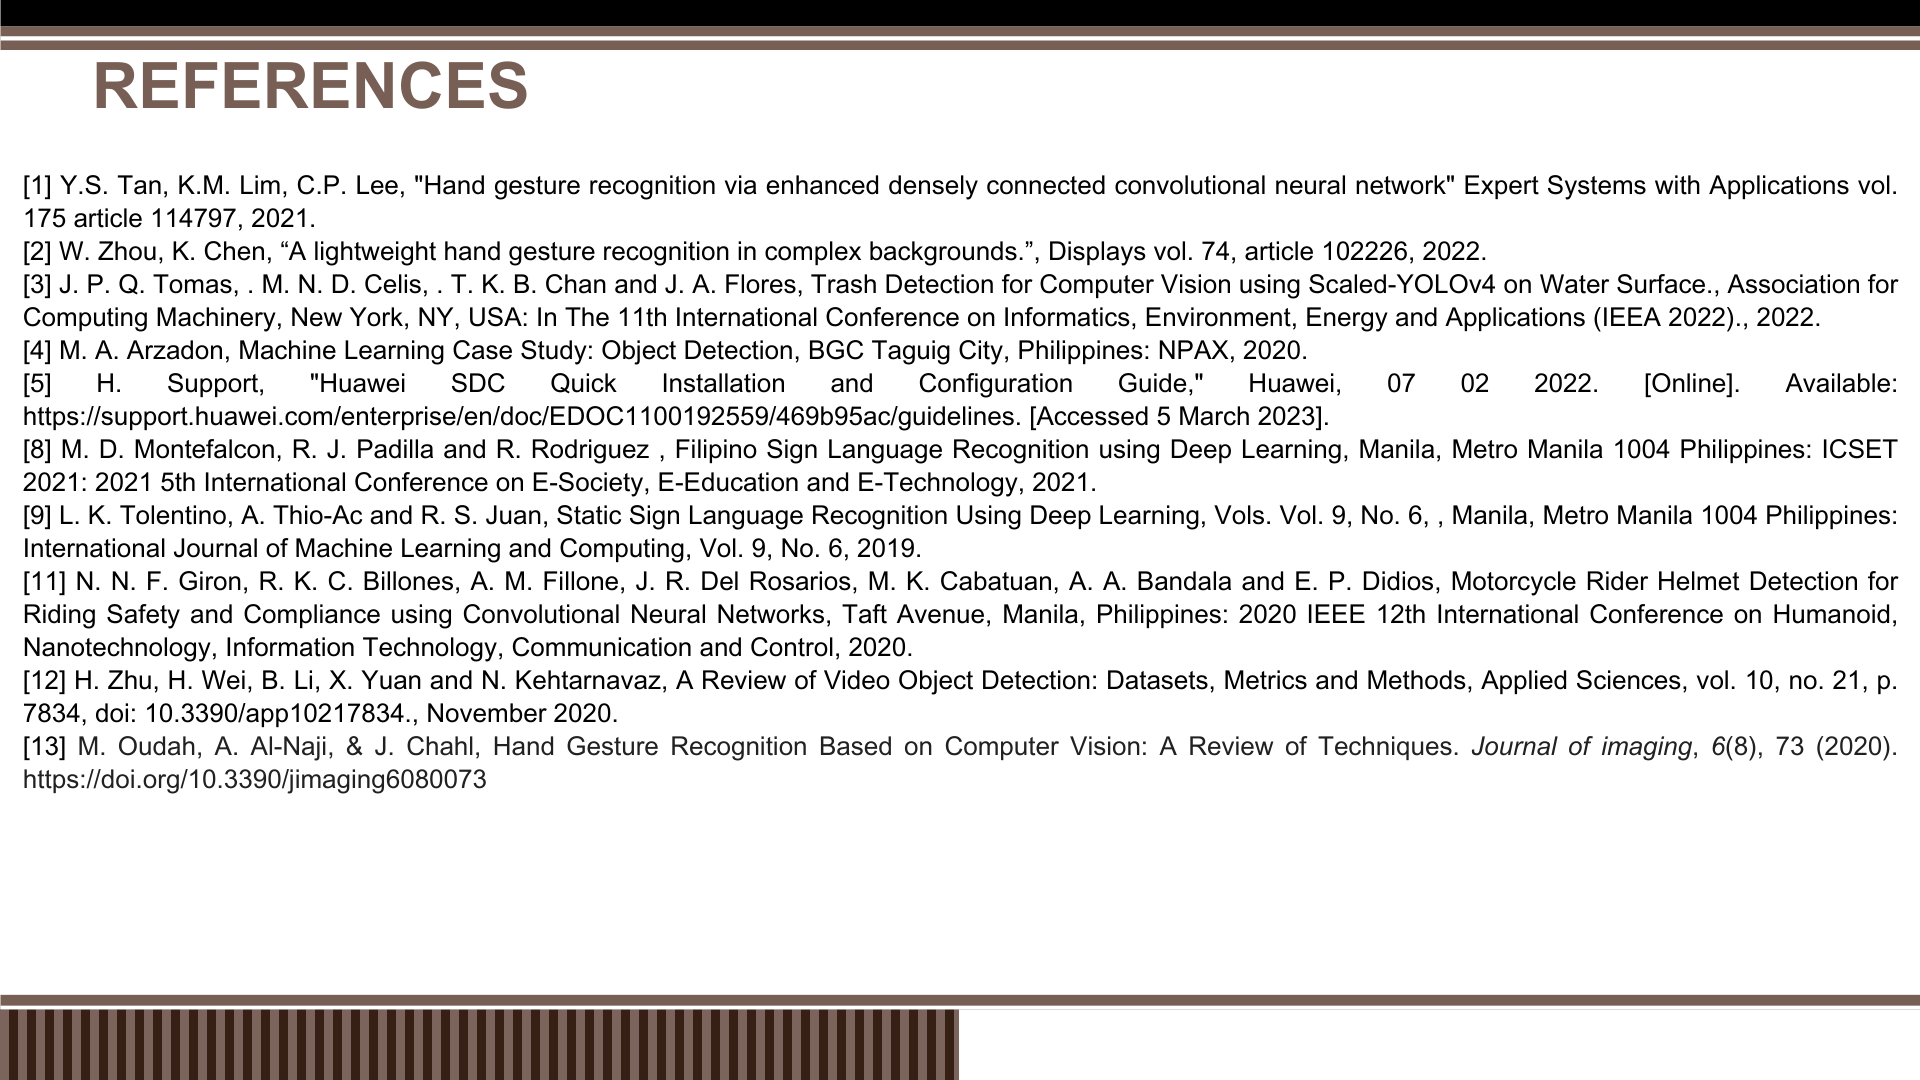 REFERENCES
[1] Y.S. Tan, K.M. Lim, C.P. Lee, "Hand gesture recognition via enhanced densely connected convolutional neural network" Expert Systems with Applications vol.
175 article 114797, 2021.
[2] W. Zhou, K. Chen, “A lightweight hand gesture recognition in complex backgrounds.”, Displays vol. 74, article 102226, 2022.
[3] J. P. Q. Tomas, . M. N. D. Celis, . T. K. B. Chan and J. A. Flores, Trash Detection for Computer Vision using Scaled-YOLOv4 on Water Surface., Association for
Computing Machinery, New York, NY, USA: In The 11th International Conference on Informatics, Environment, Energy and Applications (IEEA 2022)., 2022.
[4] M. A. Arzadon, Machine Learning Case Study: Object Detection, BGC Taguig City, Philippines: NPAX, 2020.
[5] H. Support, "Huawei SDC Quick Installation and Configuration Guide," Huawei, 07 02 2022. [Online]. Available:
https://support.huawei.com/enterprise/en/doc/EDOC1100192559/469b95ac/guidelines. [Accessed 5 March 2023].
[8] M. D. Montefalcon, R. J. Padilla and R. Rodriguez , Filipino Sign Language Recognition using Deep Learning, Manila, Metro Manila 1004 Philippines: ICSET
2021: 2021 5th International Conference on E-Society, E-Education and E-Technology, 2021.
[9] L. K. Tolentino, A. Thio-Ac and R. S. Juan, Static Sign Language Recognition Using Deep Learning, Vols. Vol. 9, No. 6, , Manila, Metro Manila 1004 Philippines:
International Journal of Machine Learning and Computing, Vol. 9, No. 6, 2019.
[11] N. N. F. Giron, R. K. C. Billones, A. M. Fillone, J. R. Del Rosarios, M. K. Cabatuan, A. A. Bandala and E. P. Didios, Motorcycle Rider Helmet Detection for
Riding Safety and Compliance using Convolutional Neural Networks, Taft Avenue, Manila, Philippines: 2020 IEEE 12th International Conference on Humanoid,
Nanotechnology, Information Technology, Communication and Control, 2020.
[12] H. Zhu, H. Wei, B. Li, X. Yuan and N. Kehtarnavaz, A Review of Video Object Detection: Datasets, Metrics and Methods, Applied Sciences, vol. 10, no. 21, p.
7834, doi: 10.3390/app10217834., November 2020.
[13] M. Oudah, A. Al-Naji, & J. Chahl, Hand Gesture Recognition Based on Computer Vision: A Review of Techniques. Journal of imaging, 6(8), 73 (2020).
https://doi.org/10.3390/jimaging6080073